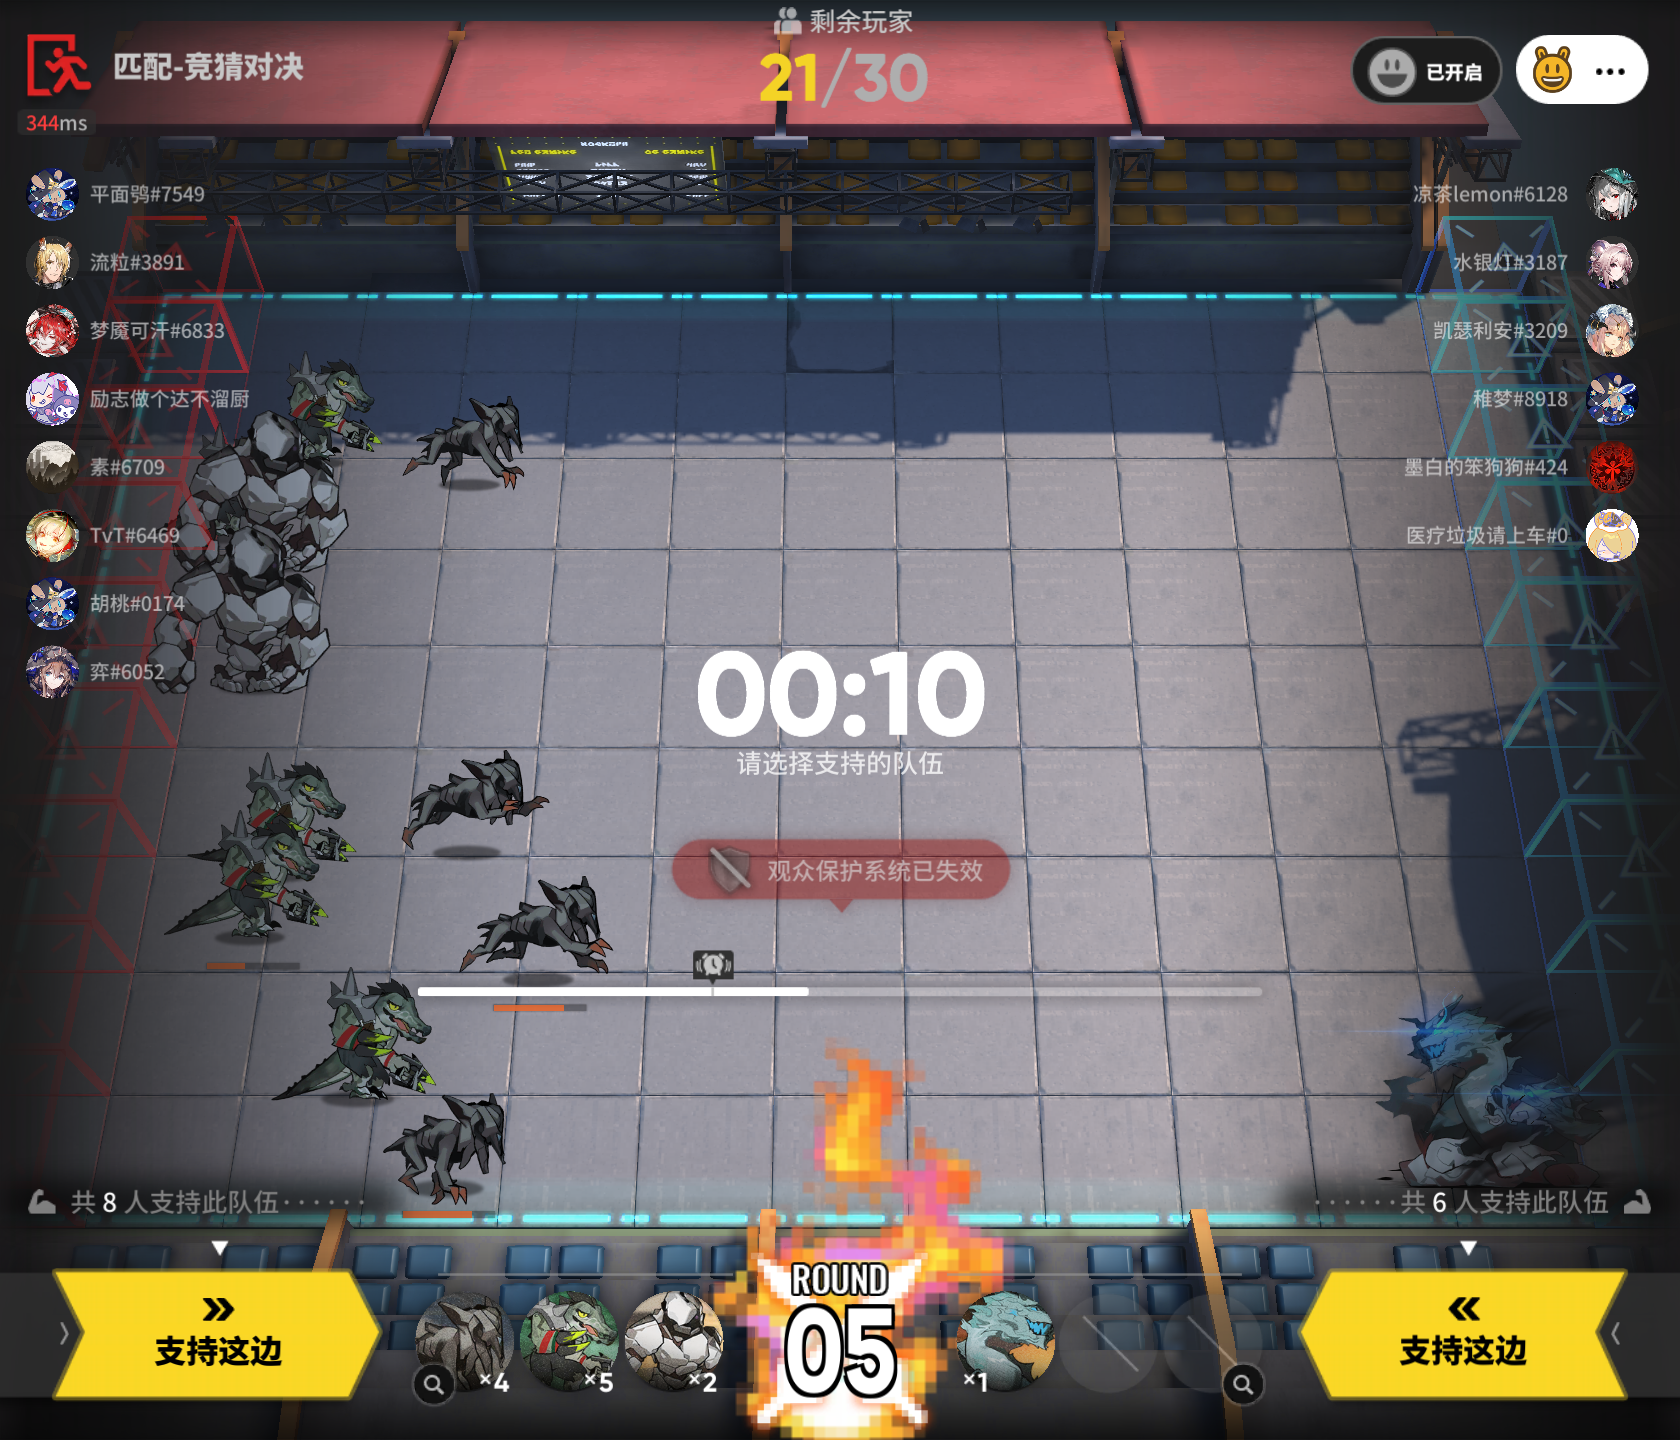 剩余玩家
21/30
匹配-竞猜对决
344ms
已开启
平面鸮#7549
流粒#3891
梦魇可汗#6833
励志做个达不溜厨
素#6709
TvT#6469
胡桃#0174
弈#6052
凉茶lemon#6128
水银灯#3187
凯瑟利安#3209
稚梦#8918
墨白的笨狗狗#424
医疗垃圾请上车#0
00:10
请选择支持的队伍
观众保护系统已失效
共 8 人支持此队伍······
······共 6 人支持此队伍
支持这边
×4
×5
×2
ROUND
05
×1
支持这边